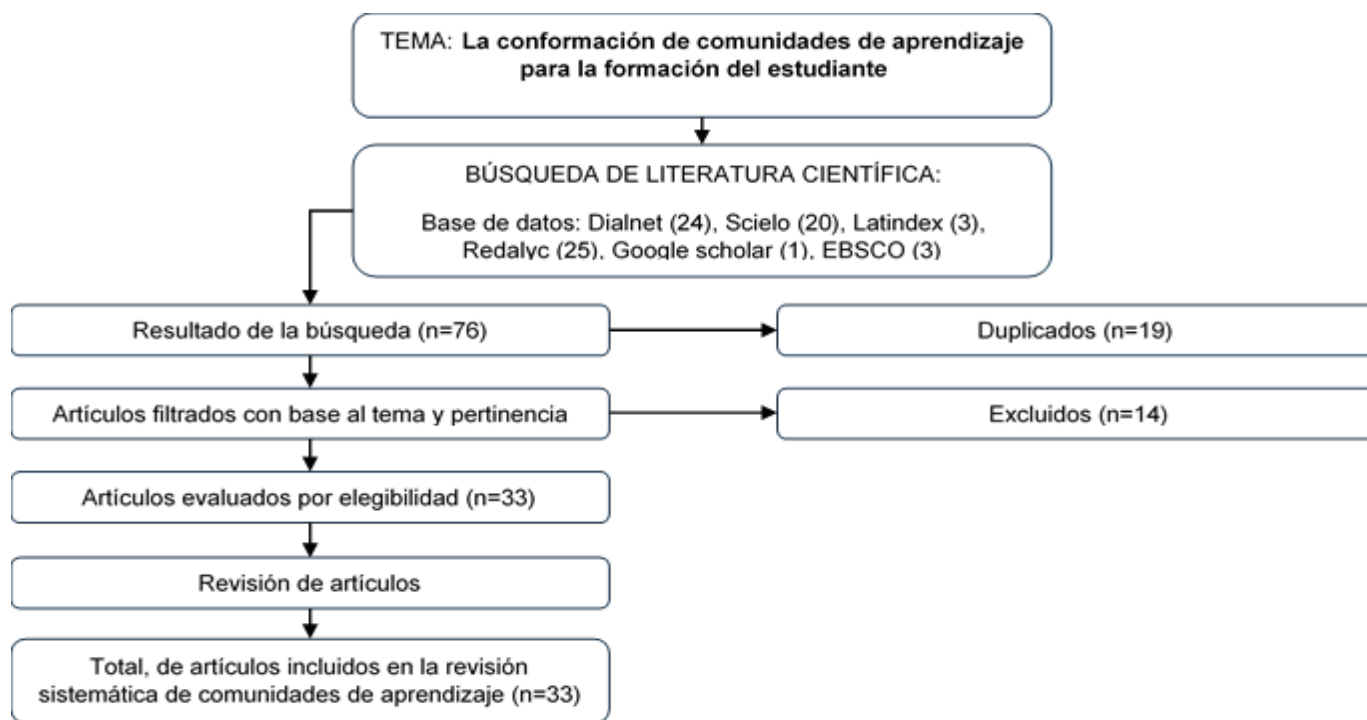 TEMA: La conformación de comunidades de aprendizaje
para la formación del estudiante
BÚSQUEDA DE LITERATURA CIENTÍFICA:
Base de datos: Dialnet (24), Scielo (20), Latindex (3),
Redalyc (25), Google scholar (1), EBSCO (3)
Resultado de la búsqueda (n=76)
Duplicados (n=19)
Artículos filtrados con base al tema y pertinencia
Excluidos (n=14)
Artículos evaluados por elegibilidad (n=33)
Revisión de artículos
Total, de artículos incluidos en la revisión
sistemática de comunidades de aprendizaje (n=33)